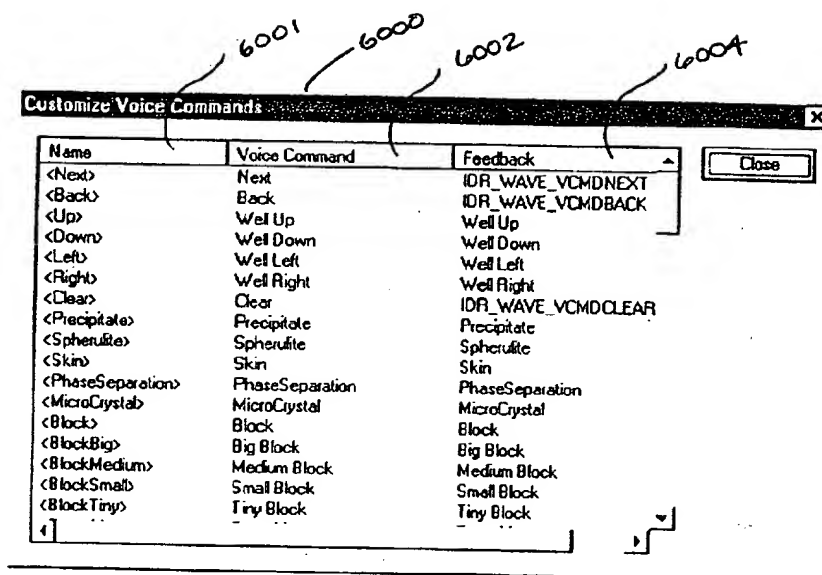 6001 6000 6002 6004
Customize Voice Commands
Name Voice Command Feedback Close
<Next> Next IDR_WAVE_VCMDNEXT
<Back> Back IDR_WAVE_VCMDBACK
<Up> Well Up Well Up
<Down> Well Down Well Down
<Left> Well Left Well Left
<Right> Well Right Well Right
<Clear> Clear IDR_WAVE_VCMDCLEAR
<Precipitate> Precipitate Precipitate
<Spherulite> Spherulite Spherulite
<Skin> Skin Skin
<PhaseSeparation> PhaseSeparation PhaseSeparation
<MicroCrystal> MicroCrystal MicroCrystal
<Block> Block Block
<BlockBig> Big Block Big Block
<BlockMedium> Medium Block Medium Block
<BlockSmall> Small Block Small Block
<BlockTiny> Tiny Block Tiny Block